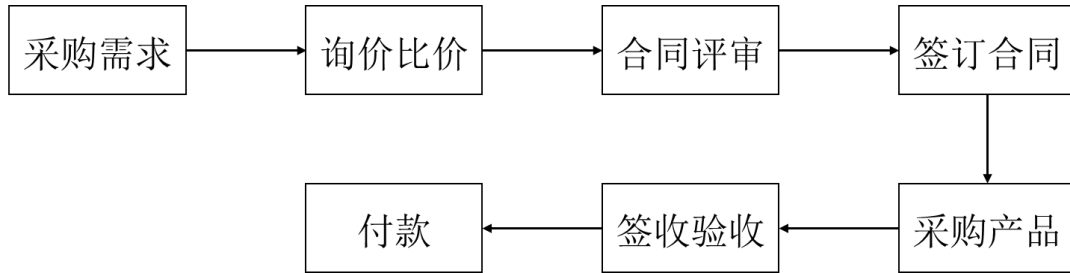 采购需求
询价比价
合同评审
签订合同
采购产品
签收验收
付款